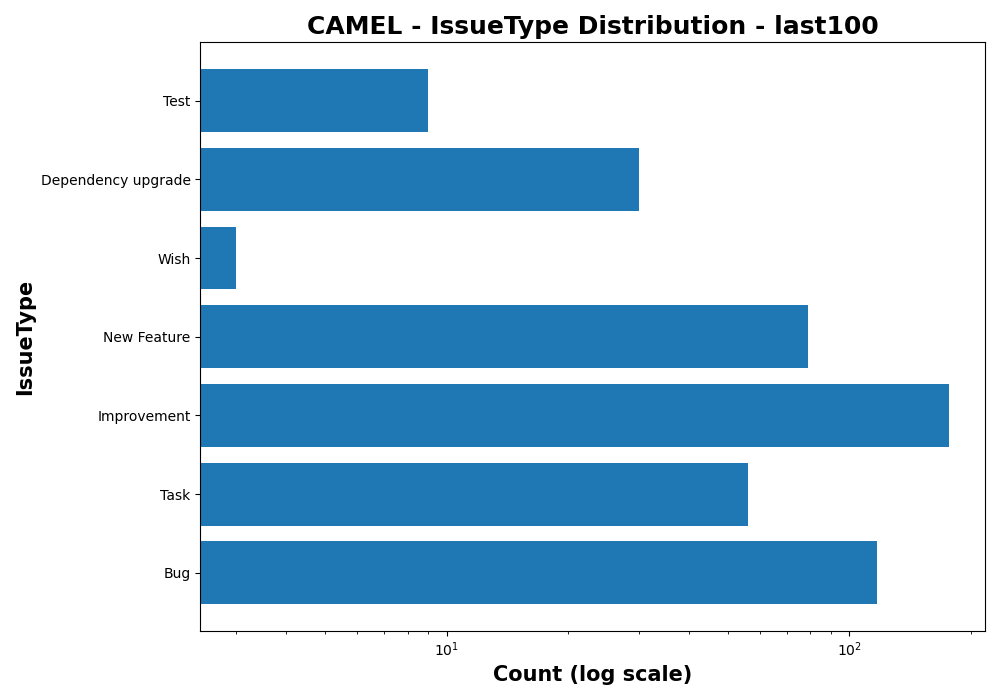 CAMEL - IssueType Distribution - last100
Test
Dependency upgrade
Wish
New Feature
Improvement
Task
Bug
IssueType
10¹
10²
Count (log scale)